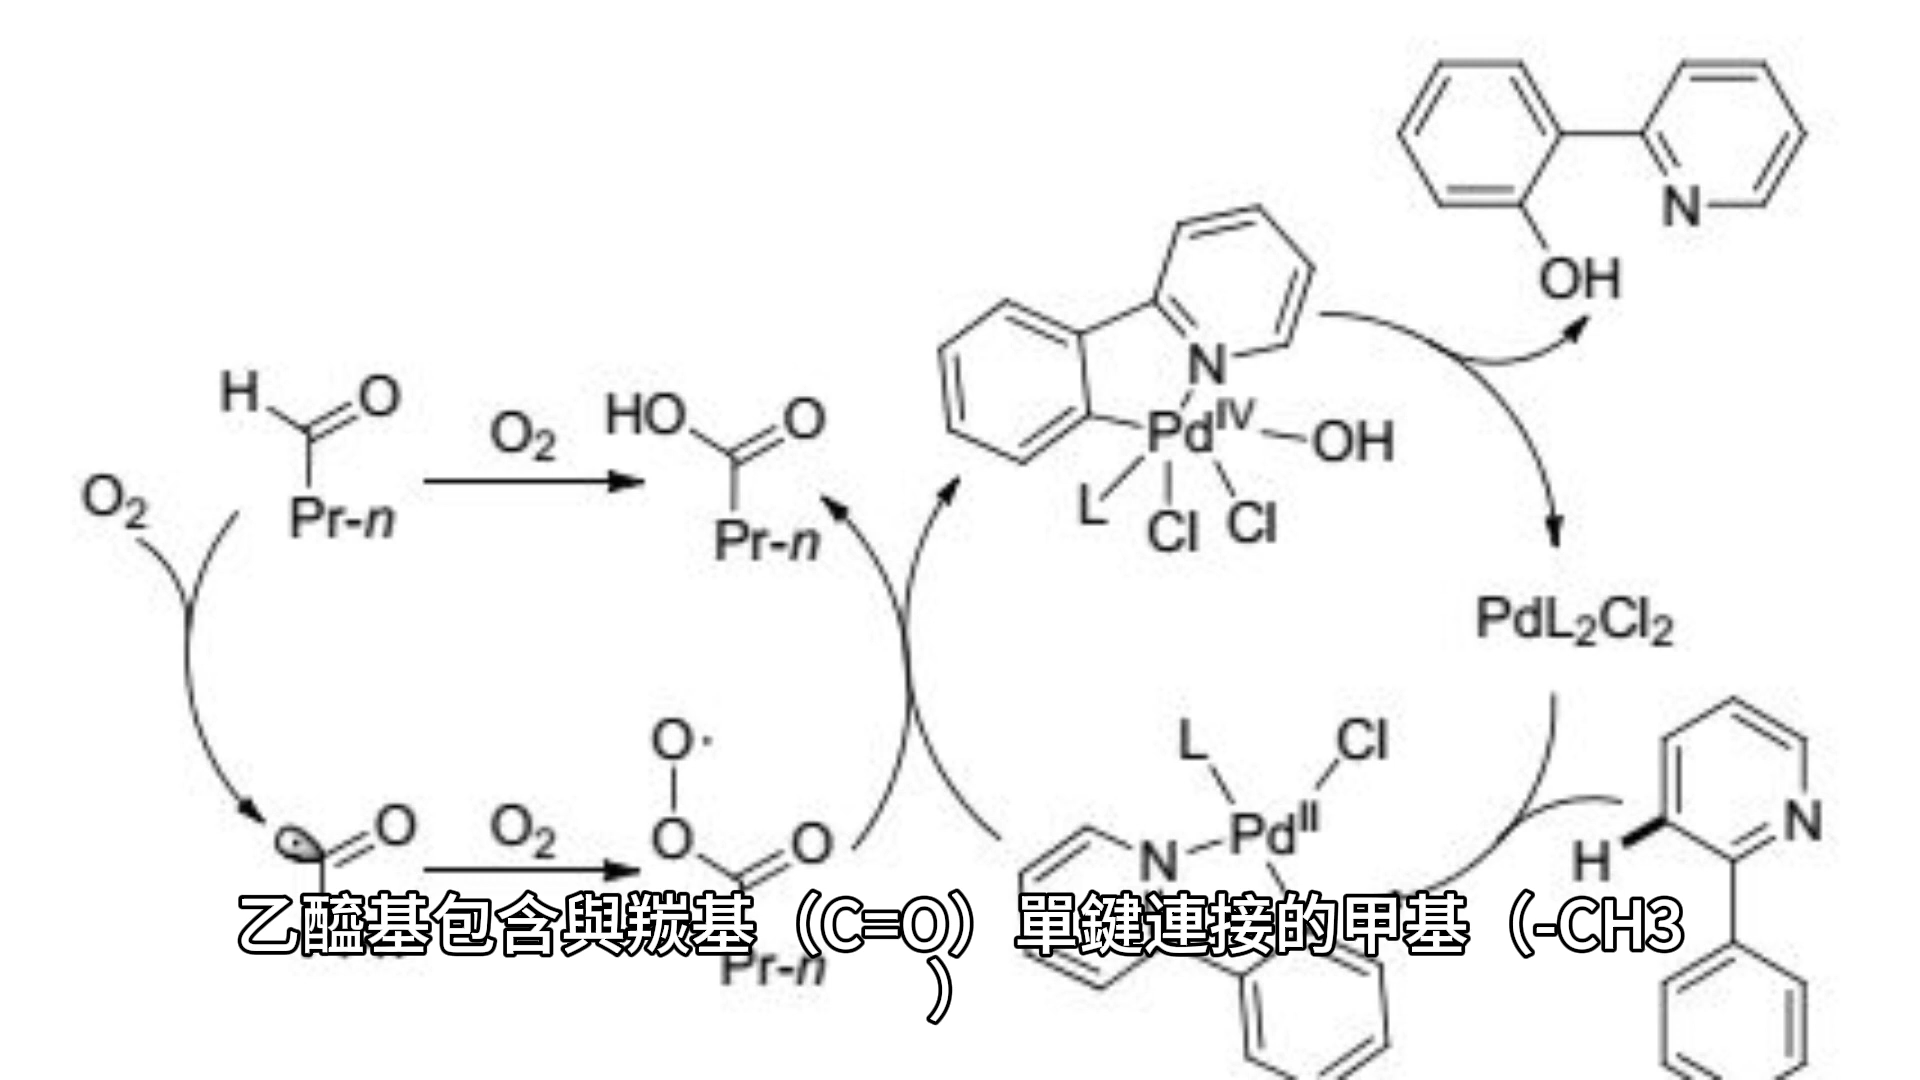 N
OH
N
Pd^IV
OH
L
Cl
Cl
H
O
O₂
HO
O
O₂
Pr-n
Pr-n
PdL₂Cl₂
O·
L
Cl
O
O₂
O
O
N
Pd^II
H
N
乙醯基包含與羰基（C=O）單鍵連接的甲基（-CH3
）
Pr-n